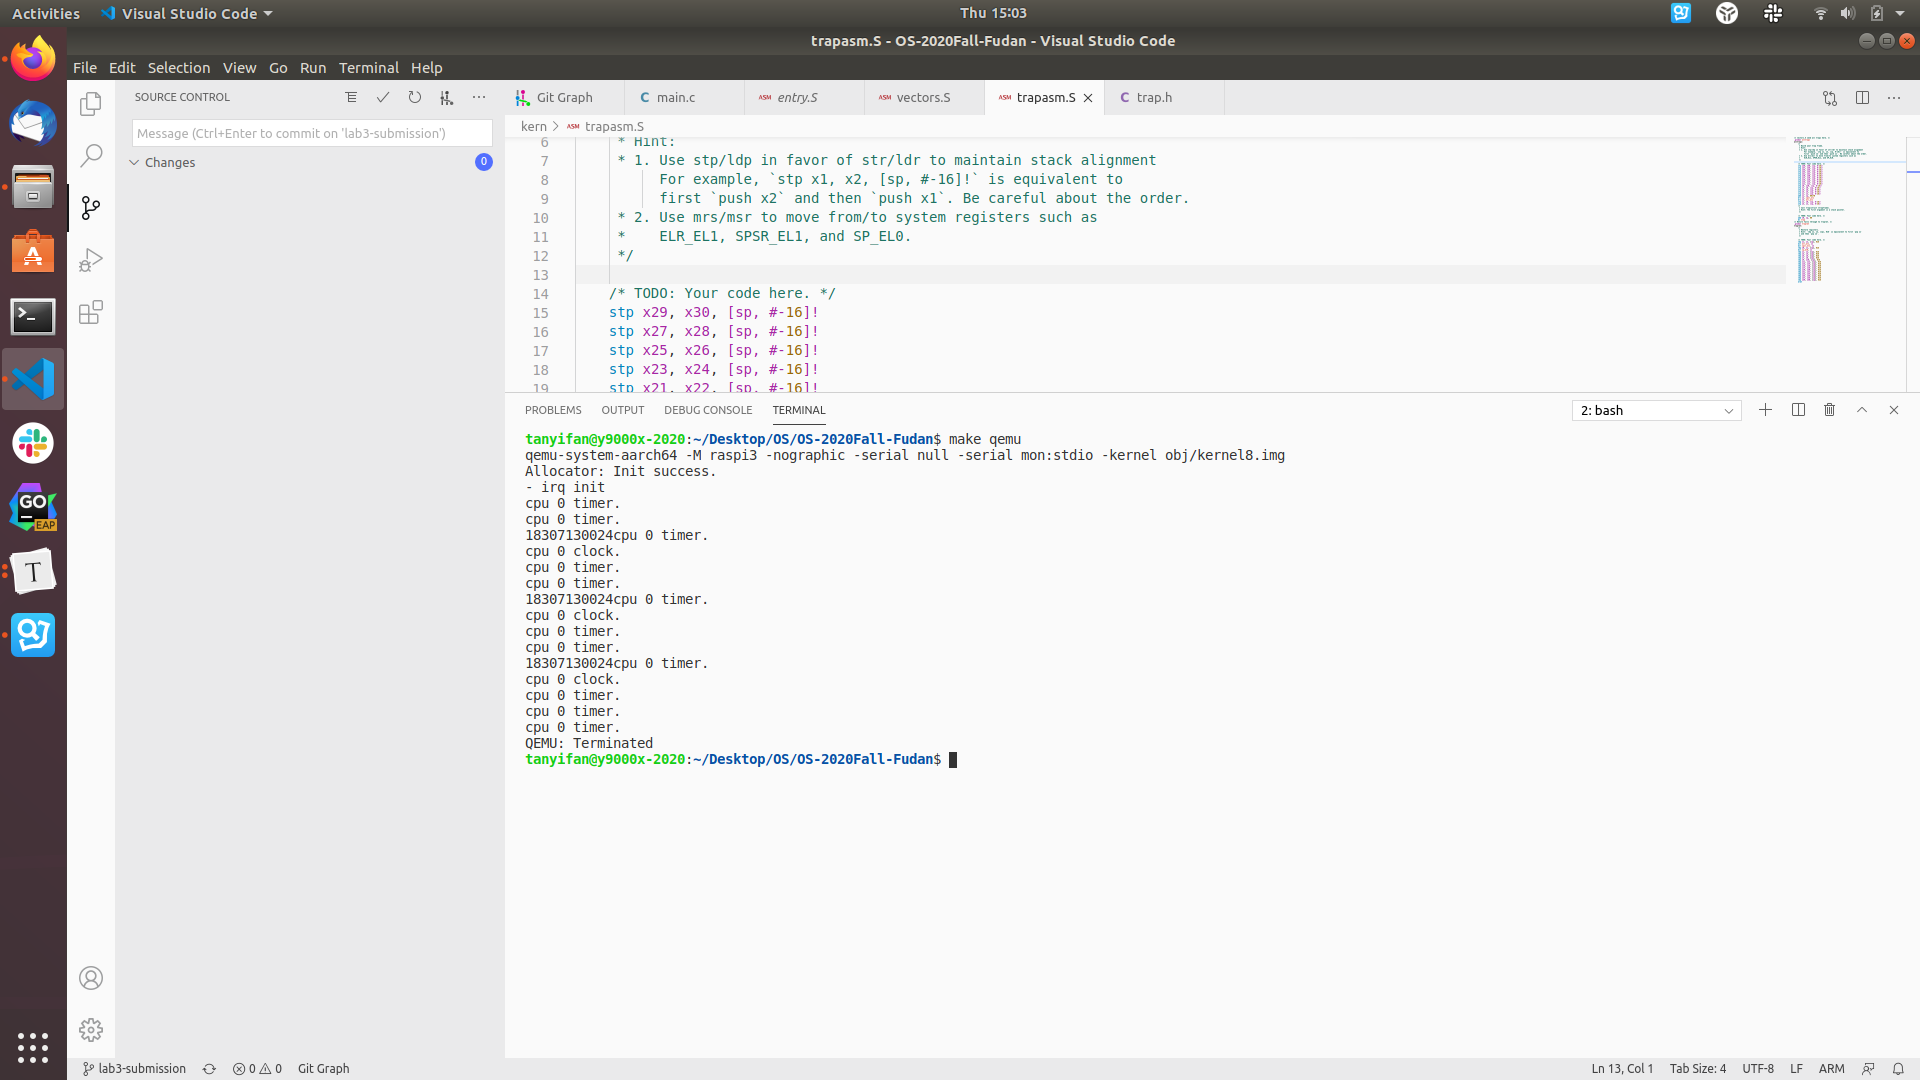 Activities
Visual Studio Code
Thu 15:03
trapasm.S - OS-2020Fall-Fudan - Visual Studio Code
File Edit Selection View Go Run Terminal Help
SOURCE CONTROL
Message (Ctrl+Enter to commit on 'lab3-submission')
Changes
0
Git Graph
C main.c
ASM entry.S
ASM vectors.S
ASM trapasm.S
C trap.h
kern > ASM trapasm.S
6 * Hint:
7 * 1. Use stp/ldp in favor of str/ldr to maintain stack alignment
8 For example, `stp x1, x2, [sp, #-16]!` is equivalent to
9 first `push x2` and then `push x1`. Be careful about the order.
10 * 2. Use mrs/msr to move from/to system registers such as
11 * ELR_EL1, SPSR_EL1, and SP_EL0.
12 */
13
14 /* TODO: Your code here. */
15 stp x29, x30, [sp, #-16]!
16 stp x27, x28, [sp, #-16]!
17 stp x25, x26, [sp, #-16]!
18 stp x23, x24, [sp, #-16]!
19 stp x21, x22, [sp, #-16]!
PROBLEMS OUTPUT DEBUG CONSOLE TERMINAL
2: bash
tanyifan@y9000x-2020:~/Desktop/OS/OS-2020Fall-Fudan$ make qemu
qemu-system-aarch64 -M raspi3 -nographic -serial null -serial mon:stdio -kernel obj/kernel8.img
Allocator: Init success.
- irq init
cpu 0 timer.
cpu 0 timer.
18307130024cpu 0 timer.
cpu 0 clock.
cpu 0 timer.
cpu 0 timer.
18307130024cpu 0 timer.
cpu 0 clock.
cpu 0 timer.
cpu 0 timer.
18307130024cpu 0 timer.
cpu 0 clock.
cpu 0 timer.
cpu 0 timer.
cpu 0 timer.
QEMU: Terminated
tanyifan@y9000x-2020:~/Desktop/OS/OS-2020Fall-Fudan$
GO
EAP
T
lab3-submission
0
0
Git Graph
Ln 13, Col 1
Tab Size: 4
UTF-8
LF
ARM